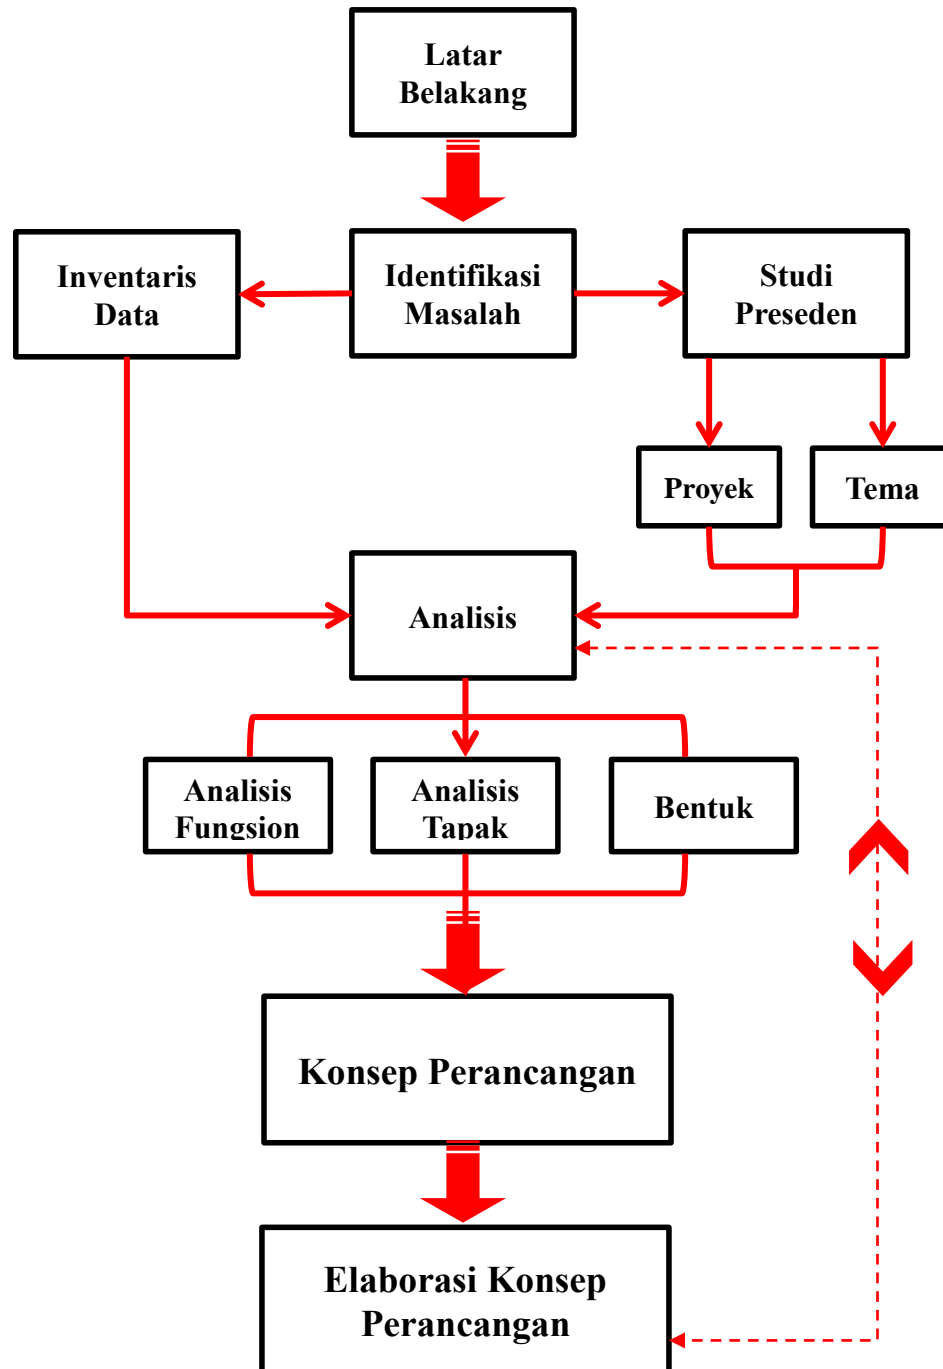 Latar
Belakang
Inventaris
Data
Identifikasi
Masalah
Studi
Preseden
Proyek
Tema
Analisis
Analisis
Fungsion
Analisis
Tapak
Bentuk
Konsep Perancangan
Elaborasi Konsep
Perancangan